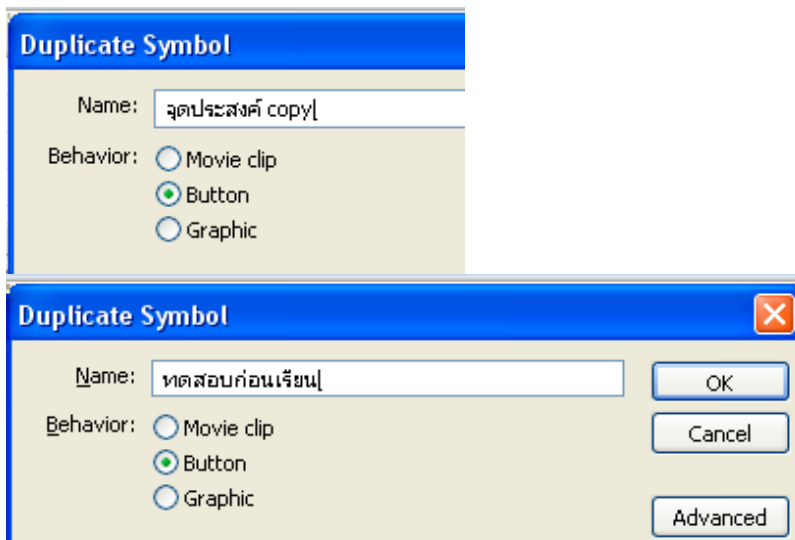 Duplicate Symbol
Name: จุดประสงค์ copy
Behavior: Movie clip
Button
Graphic
Duplicate Symbol
Name: ทดสอบก่อนเรียน OK
Behavior: Movie clip Cancel
Button
Graphic Advanced